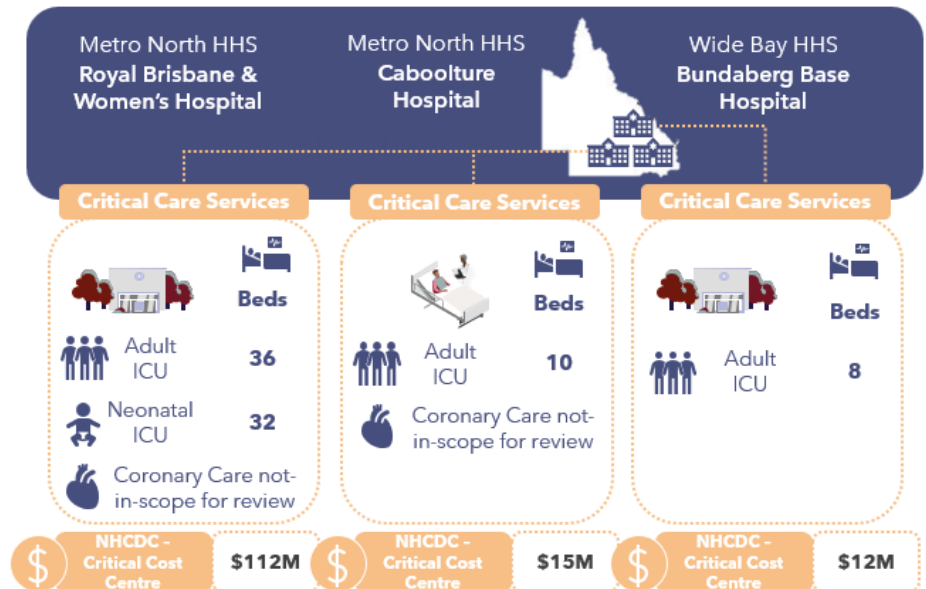 Metro North HHS
Royal Brisbane &
Women's Hospital
Metro North HHS
Caboolture
Hospital
Wide Bay HHS
Bundaberg Base
Hospital
Critical Care Services
Beds
Adult
ICU
36
Neonatal
ICU
32
Coronary Care not-
in-scope for review
NHCDC –
Critical Cost
Centre
$112M
Critical Care Services
Beds
Adult
ICU
10
Coronary Care not-
in-scope for review
NHCDC –
Critical Cost
Centre
$15M
Critical Care Services
Beds
Adult
ICU
8
NHCDC –
Critical Cost
Centre
$12M